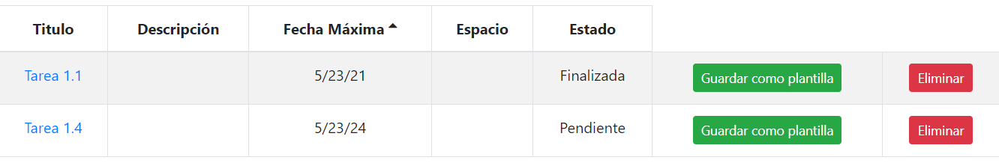 Titulo Descripción Fecha Máxima Espacio Estado
Tarea 1.1 5/23/21 Finalizada Guardar como plantilla Eliminar
Tarea 1.4 5/23/24 Pendiente Guardar como plantilla Eliminar